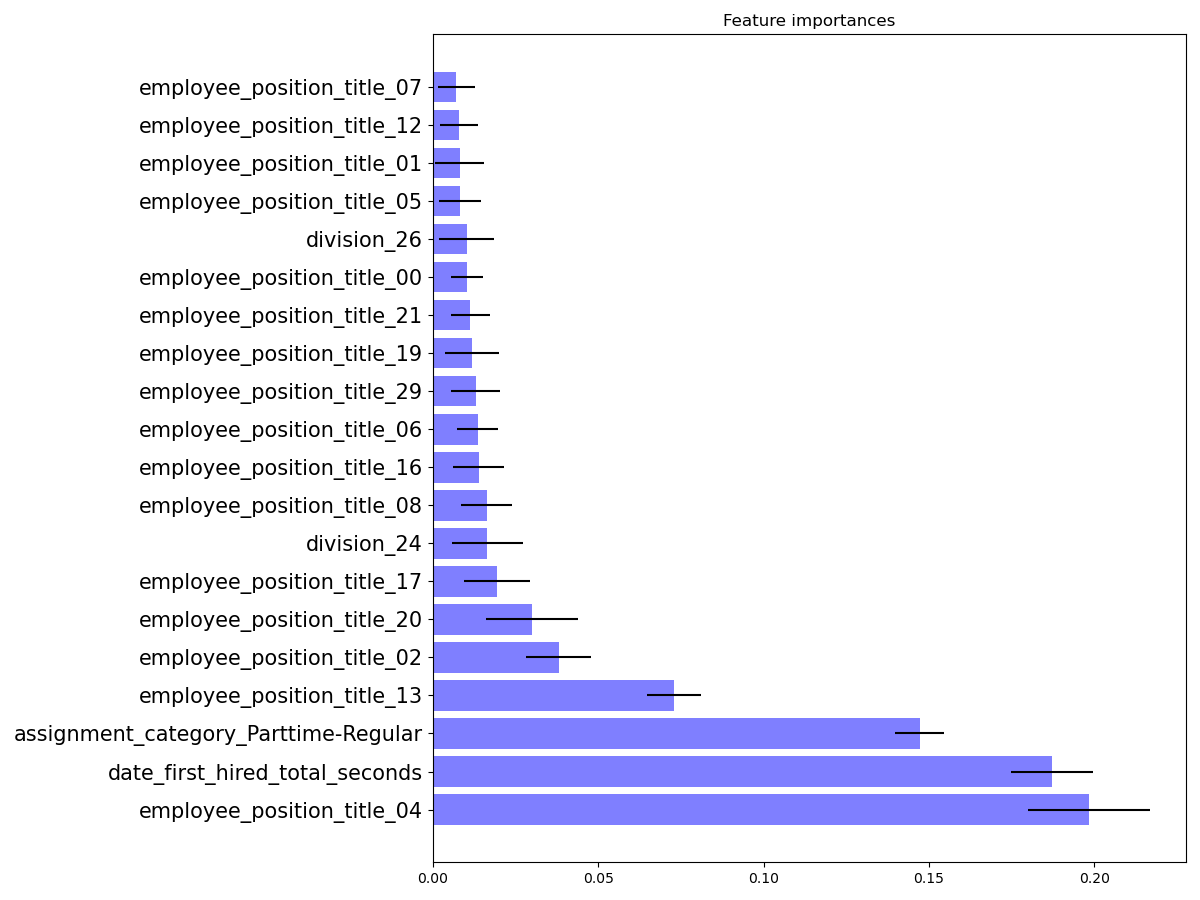 Feature importances
employee_position_title_07
employee_position_title_12
employee_position_title_01
employee_position_title_05
division_26
employee_position_title_00
employee_position_title_21
employee_position_title_19
employee_position_title_29
employee_position_title_06
employee_position_title_16
employee_position_title_08
division_24
employee_position_title_17
employee_position_title_20
employee_position_title_02
employee_position_title_13
assignment_category_Parttime-Regular
date_first_hired_total_seconds
employee_position_title_04
0.00 0.05 0.10 0.15 0.20